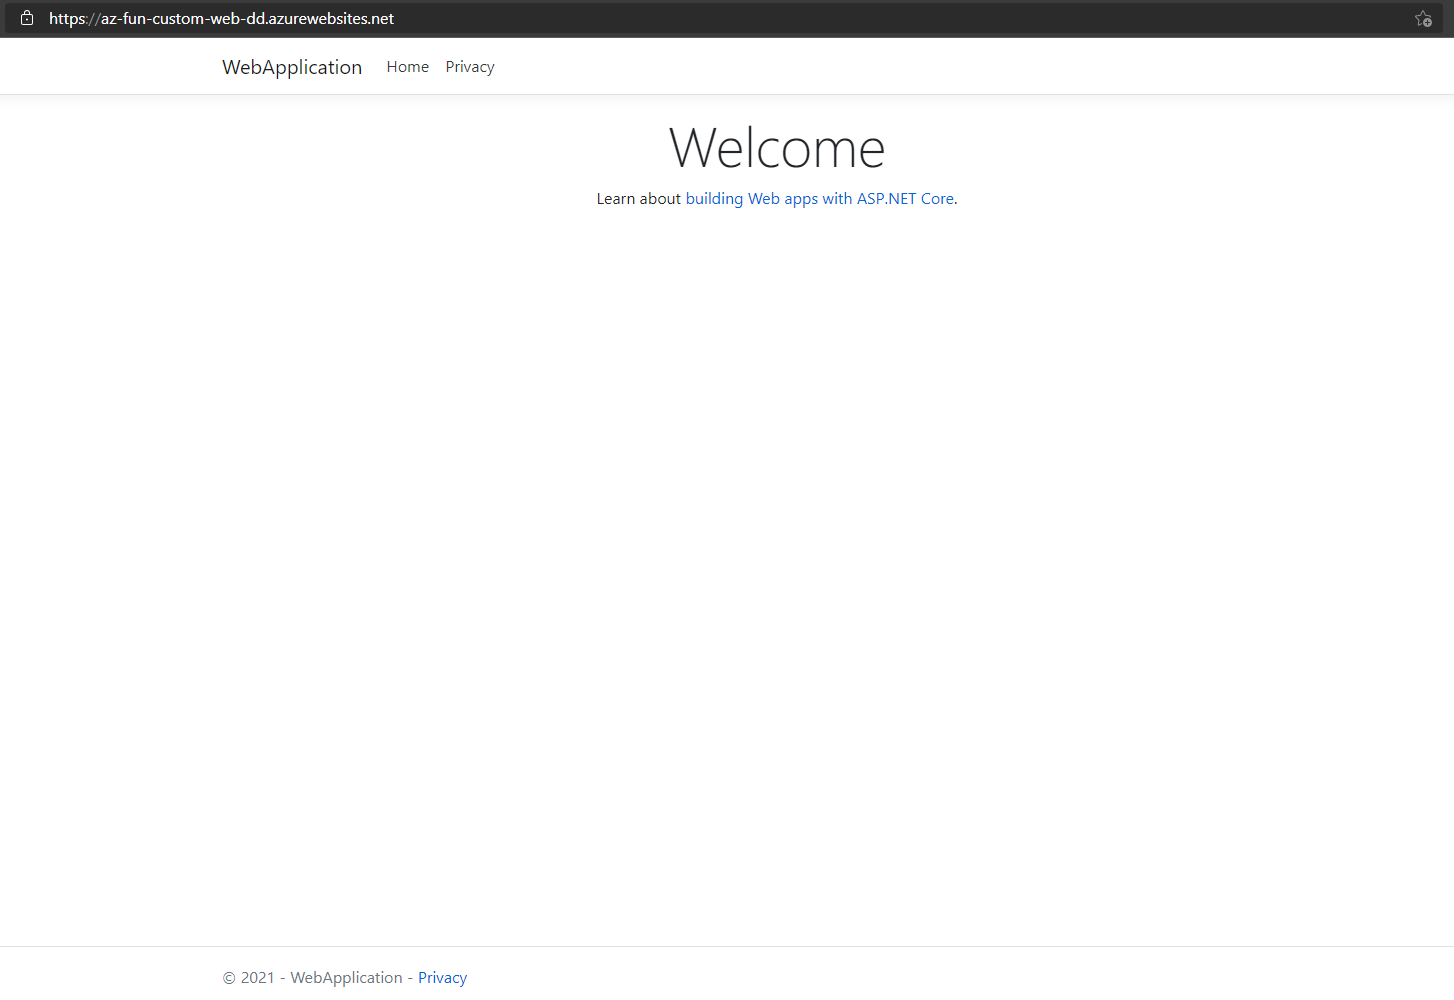 https://az-fun-custom-web-dd.azurewebsites.net
WebApplication Home Privacy
Welcome
Learn about building Web apps with ASP.NET Core.
© 2021 - WebApplication - Privacy